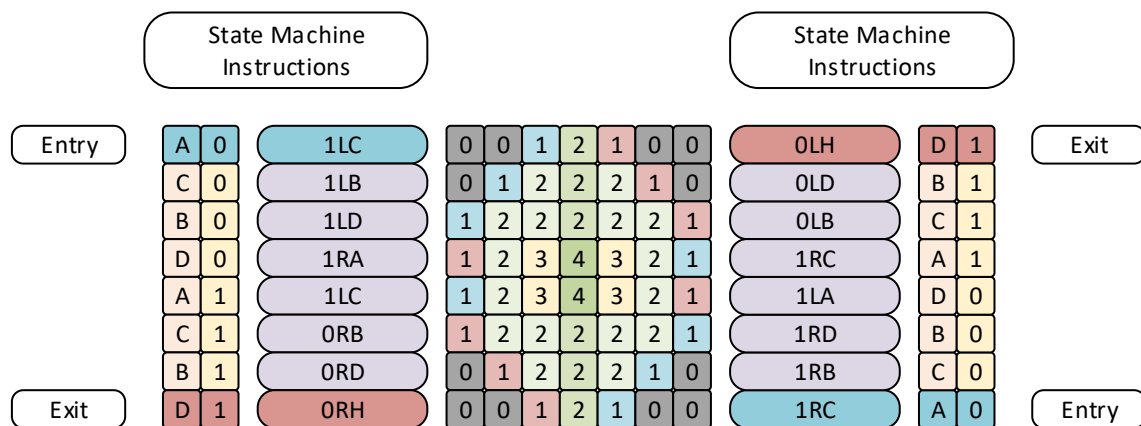 State Machine
Instructions
State Machine
Instructions
Entry A 0 1LC 0 0 1 2 1 0 0 0LH D 1 Exit
C 0 1LB 0 1 2 2 2 1 0 0LD B 1
B 0 1LD 1 2 2 2 2 2 1 0LB C 1
D 0 1RA 1 2 3 4 3 2 1 1RC A 1
A 1 1LC 1 2 3 4 3 2 1 1LA D 0
C 1 0RB 1 2 2 2 2 2 1 1RD B 0
B 1 0RD 0 1 2 2 2 1 0 1RB C 0
Exit D 1 0RH 0 0 1 2 1 0 0 1RC A 0 Entry